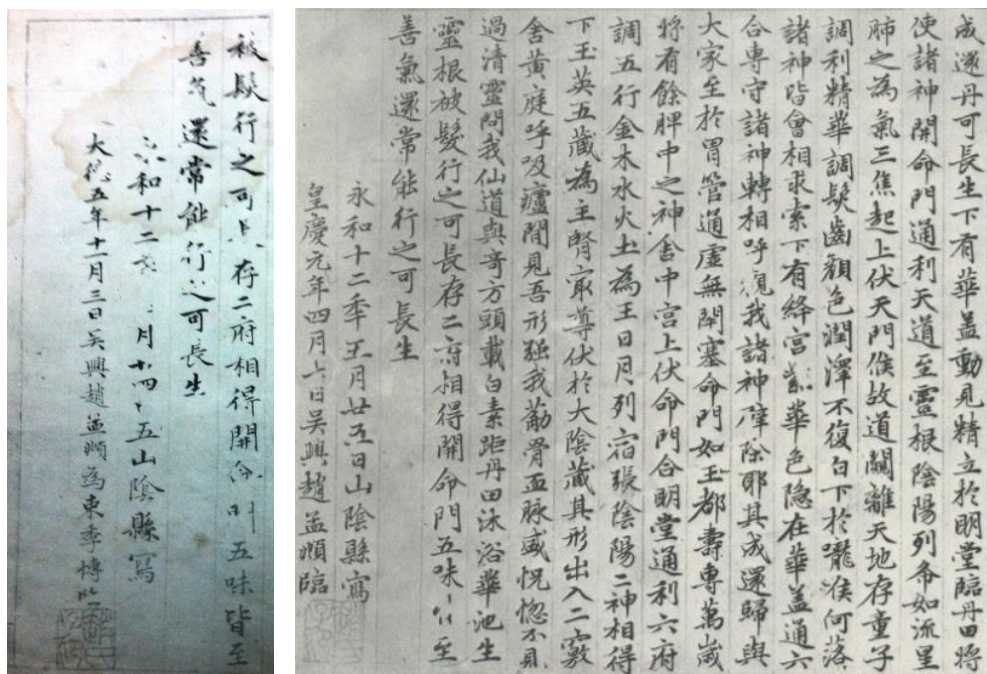 被髮行之可長存二府相得開命門五味皆至
善氣還常能行之可長生
永和十二 月 五山陰縣寫
大德五年十一月三日吳興趙孟頫為東季博臨
成還丹可長生下有華蓋動見精立於明堂臨丹田將
使諸神開命門通利天道至靈根陰陽列布如流星
肺之為氣三焦起上伏天門候故道闚離天地存童子
調利精華調髮齒顏色潤澤不復白下於嚨喉何落
諸神皆會相求索下有絳宮紫華色隱在華蓋通六
合專守諸神轉相呼觀我諸神辟除耶其成還歸與
大家至於胃管通虛無閉塞命門如玉都壽專萬歲
將有餘脾中之神舍中宮上伏命門合明堂通利六府
調五行金木水火土為王日月列宿張陰陽二神相得
下玉英五藏為主腎最尊伏於大陰藏其形出入二竅
舍黃庭呼吸廬間見吾形強我荕骨血脉盛恍惚不見
過清靈問我仙道與奇方頭載白素距丹田沐浴華池生
靈根被髮行之可長存二府相得開命門五味皆至
善氣還常能行之可長生
永和十二年五月廿五日山陰縣寫
皇慶元年四月六日吳興趙孟頫臨